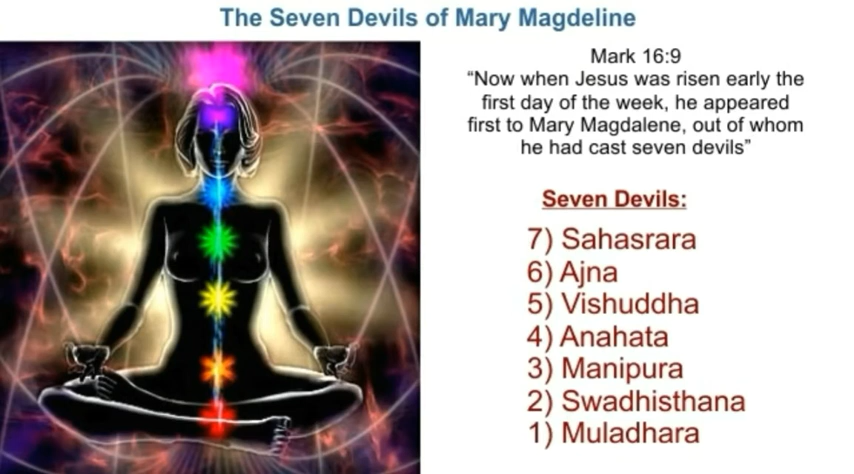 The Seven Devils of Mary Magdeline
Mark 16:9
“Now when Jesus was risen early the
first day of the week, he appeared
first to Mary Magdalene, out of whom
he had cast seven devils”
Seven Devils:
7) Sahasrara
6) Ajna
5) Vishuddha
4) Anahata
3) Manipura
2) Swadhisthana
1) Muladhara